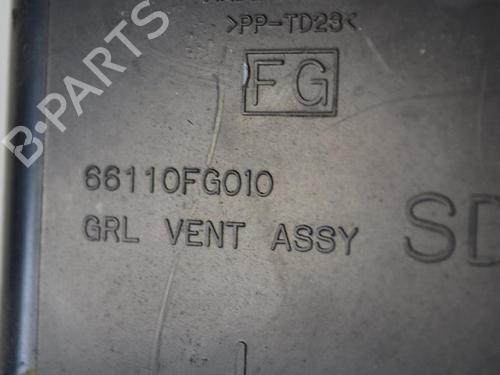 >PP-TD23<
FG
66110FG010
GRL VENT ASSY
SD
B-PARTS